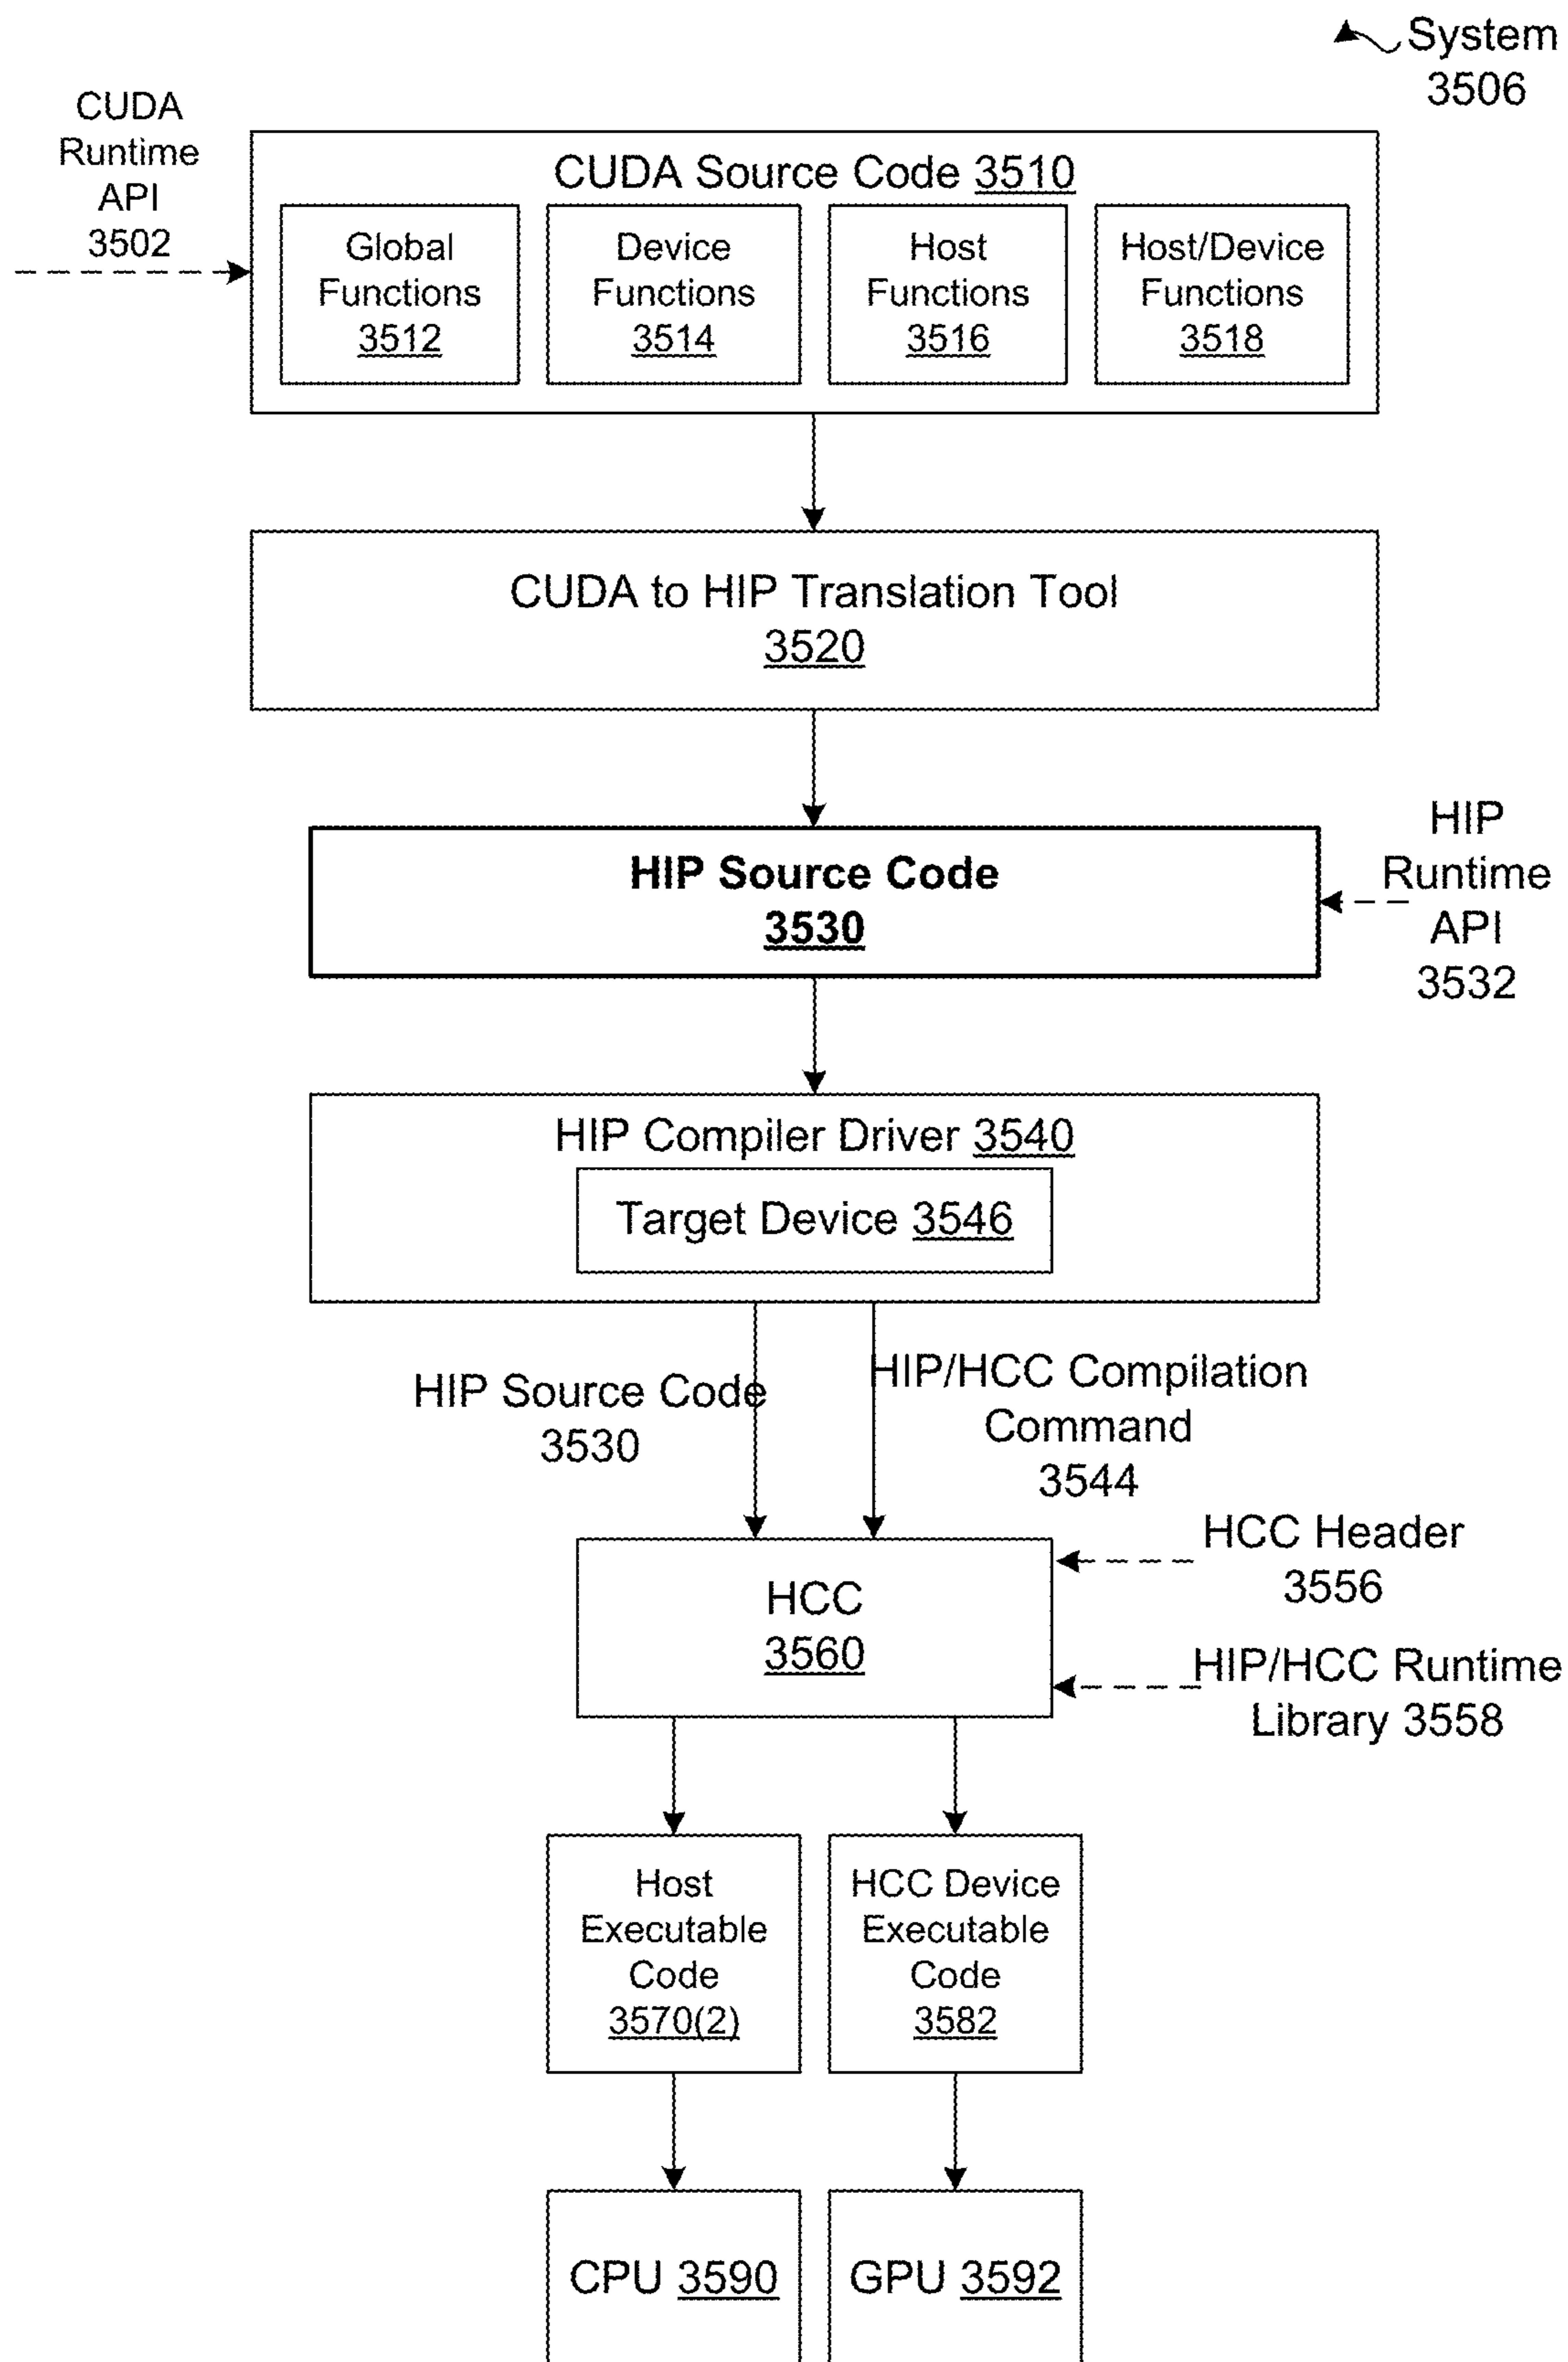 System
3506
CUDA
Runtime
API
3502
CUDA Source Code 3510
Global
Functions
3512
Device
Functions
3514
Host
Functions
3516
Host/Device
Functions
3518
CUDA to HIP Translation Tool
3520
HIP Source Code
3530
HIP
Runtime
API
3532
HIP Compiler Driver 3540
Target Device 3546
HIP Source Code
3530
HIP/HCC Compilation
Command
3544
HCC
3560
HCC Header
3556
HIP/HCC Runtime
Library 3558
Host
Executable
Code
3570(2)
HCC Device
Executable
Code
3582
CPU 3590
GPU 3592